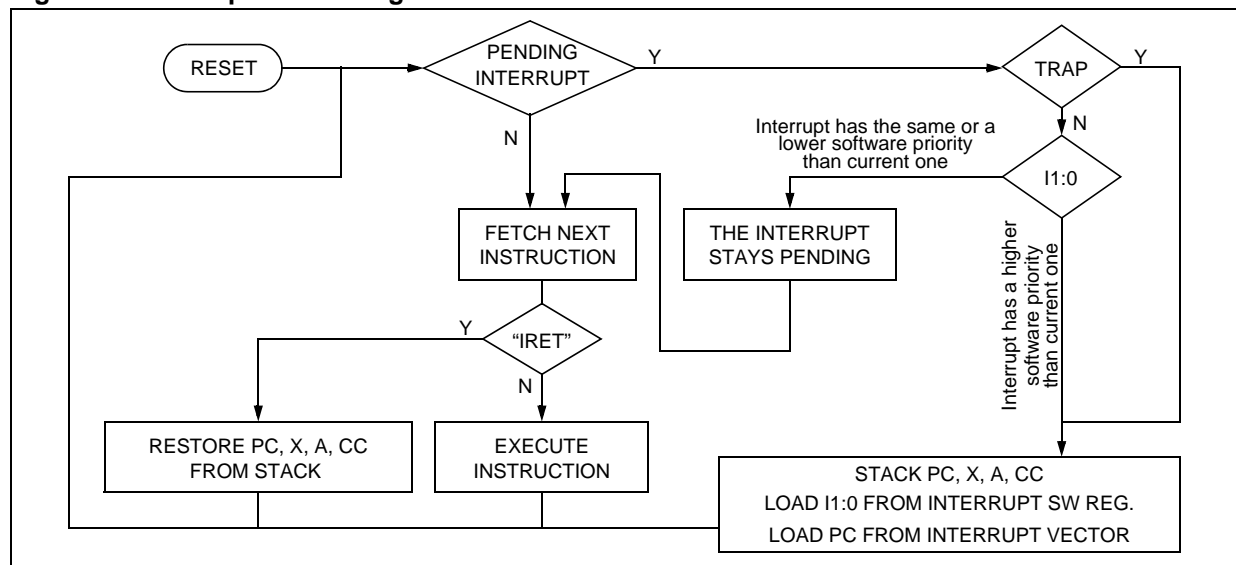 RESET
PENDING
INTERRUPT
Y
TRAP
Y
N
N
Interrupt has the same or a
lower software priority
than current one
I1:0
FETCH NEXT
INSTRUCTION
THE INTERRUPT
STAYS PENDING
Interrupt has a higher
software priority
than current one
Y
“IRET”
N
RESTORE PC, X, A, CC
FROM STACK
EXECUTE
INSTRUCTION
STACK PC, X, A, CC
LOAD I1:0 FROM INTERRUPT SW REG.
LOAD PC FROM INTERRUPT VECTOR